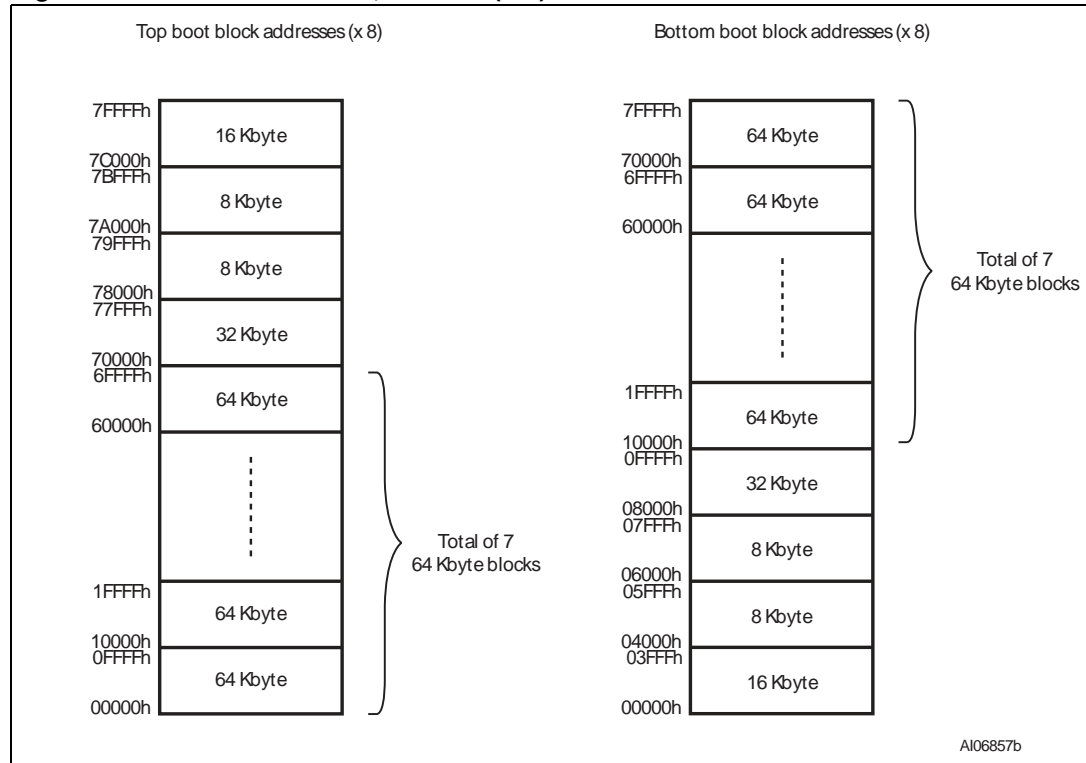 Top boot block addresses (x 8)
7FFFFh
16 Kbyte
7C000h
7BFFFh
8 Kbyte
7A000h
79FFFh
8 Kbyte
78000h
77FFFh
32 Kbyte
70000h
6FFFFh
64 Kbyte
60000h
Total of 7
64 Kbyte blocks
1FFFFh
64 Kbyte
10000h
0FFFFh
64 Kbyte
00000h
Bottom boot block addresses (x 8)
7FFFFh
64 Kbyte
70000h
6FFFFh
64 Kbyte
60000h
Total of 7
64 Kbyte blocks
1FFFFh
64 Kbyte
10000h
0FFFFh
32 Kbyte
08000h
07FFFh
8 Kbyte
06000h
05FFFh
8 Kbyte
04000h
03FFFh
16 Kbyte
00000h
AI06857b